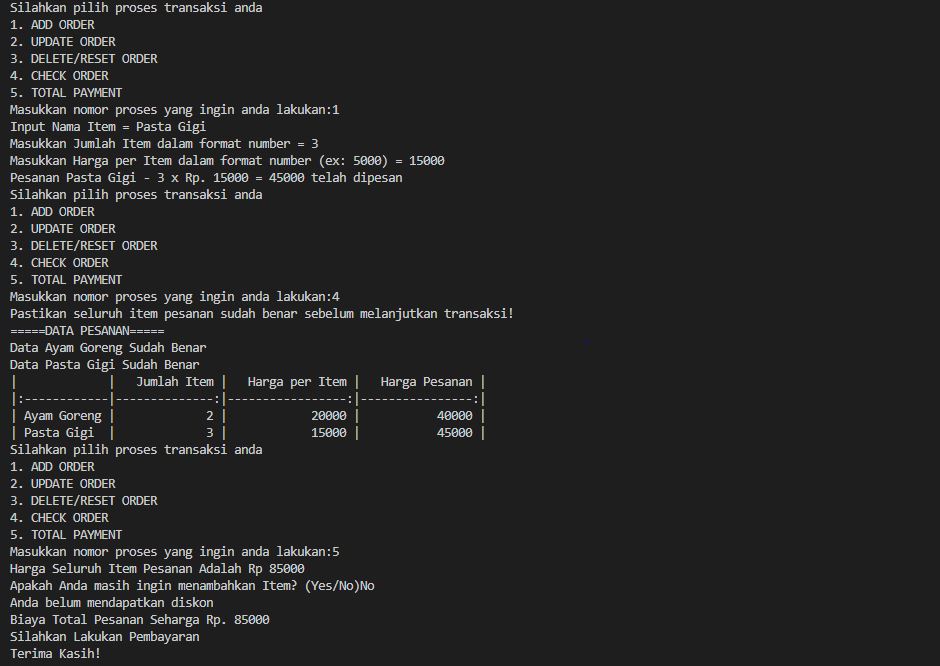 Silahkan pilih proses transaksi anda
1. ADD ORDER
2. UPDATE ORDER
3. DELETE/RESET ORDER
4. CHECK ORDER
5. TOTAL PAYMENT
Masukkan nomor proses yang ingin anda lakukan:1
Input Nama Item = Pasta Gigi
Masukkan Jumlah Item dalam format number = 3
Masukkan Harga per Item dalam format number (ex: 5000) = 15000
Pesanan Pasta Gigi - 3 x Rp. 15000 = 45000 telah dipesan
Silahkan pilih proses transaksi anda
1. ADD ORDER
2. UPDATE ORDER
3. DELETE/RESET ORDER
4. CHECK ORDER
5. TOTAL PAYMENT
Masukkan nomor proses yang ingin anda lakukan:4
Pastikan seluruh item pesanan sudah benar sebelum melanjutkan transaksi!
=====DATA PESANAN=====
Data Ayam Goreng Sudah Benar
Data Pasta Gigi Sudah Benar
|             |   Jumlah Item |   Harga per Item |   Harga Pesanan |
|:------------|--------------:|-----------------:|----------------:|
| Ayam Goreng |             2 |            20000 |           40000 |
| Pasta Gigi  |             3 |            15000 |           45000 |
Silahkan pilih proses transaksi anda
1. ADD ORDER
2. UPDATE ORDER
3. DELETE/RESET ORDER
4. CHECK ORDER
5. TOTAL PAYMENT
Masukkan nomor proses yang ingin anda lakukan:5
Harga Seluruh Item Pesanan Adalah Rp 85000
Apakah Anda masih ingin menambahkan Item? (Yes/No)No
Anda belum mendapatkan diskon
Biaya Total Pesanan Seharga Rp. 85000
Silahkan Lakukan Pembayaran
Terima Kasih!